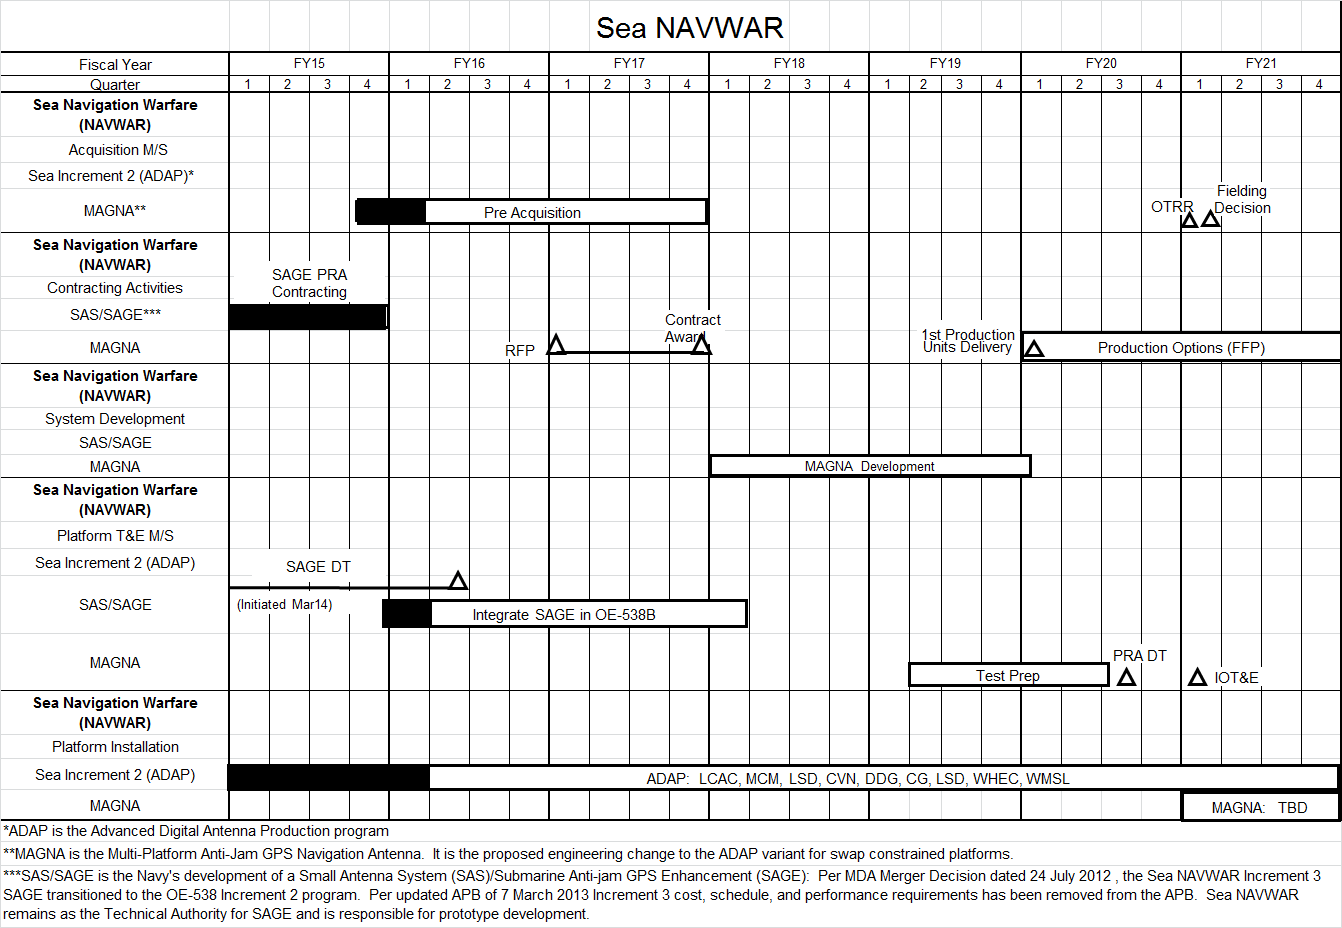 Sea NAVWAR
Fiscal Year FY15 FY16 FY17 FY18 FY19 FY20 FY21
Quarter 1 2 3 4 1 2 3 4 1 2 3 4 1 2 3 4 1 2 3 4 1 2 3 4 1 2 3 4
Sea Navigation Warfare
(NAVWAR)
Acquisition M/S
Sea Increment 2 (ADAP)*
MAGNA** Pre Acquisition OTRR Fielding
Decision
Sea Navigation Warfare
(NAVWAR)
Contracting Activities
SAGE PRA
Contracting
SAS/SAGE***
MAGNA RFP Contract
Award 1st Production
Units Delivery Production Options (FFP)
Sea Navigation Warfare
(NAVWAR)
System Development
SAS/SAGE
MAGNA MAGNA Development
Sea Navigation Warfare
(NAVWAR)
Platform T&E M/S
Sea Increment 2 (ADAP) SAGE DT
SAS/SAGE (Initiated Mar14) Integrate SAGE in OE-538B
MAGNA Test Prep PRA DT IOT&E
Sea Navigation Warfare
(NAVWAR)
Platform Installation
Sea Increment 2 (ADAP) ADAP: LCAC, MCM, LSD, CVN, DDG, CG, LSD, WHEC, WMSL
MAGNA MAGNA: TBD
*ADAP is the Advanced Digital Antenna Production program
**MAGNA is the Multi-Platform Anti-Jam GPS Navigation Antenna. It is the proposed engineering change to the ADAP variant for swap constrained platforms.
***SAS/SAGE is the Navy's development of a Small Antenna System (SAS)/Submarine Anti-jam GPS Enhancement (SAGE): Per MDA Merger Decision dated 24 July 2012 , the Sea NAVWAR Increment 3
SAGE transitioned to the OE-538 Increment 2 program. Per updated APB of 7 March 2013 Increment 3 cost, schedule, and performance requirements has been removed from the APB. Sea NAVWAR
remains as the Technical Authority for SAGE and is responsible for prototype development.